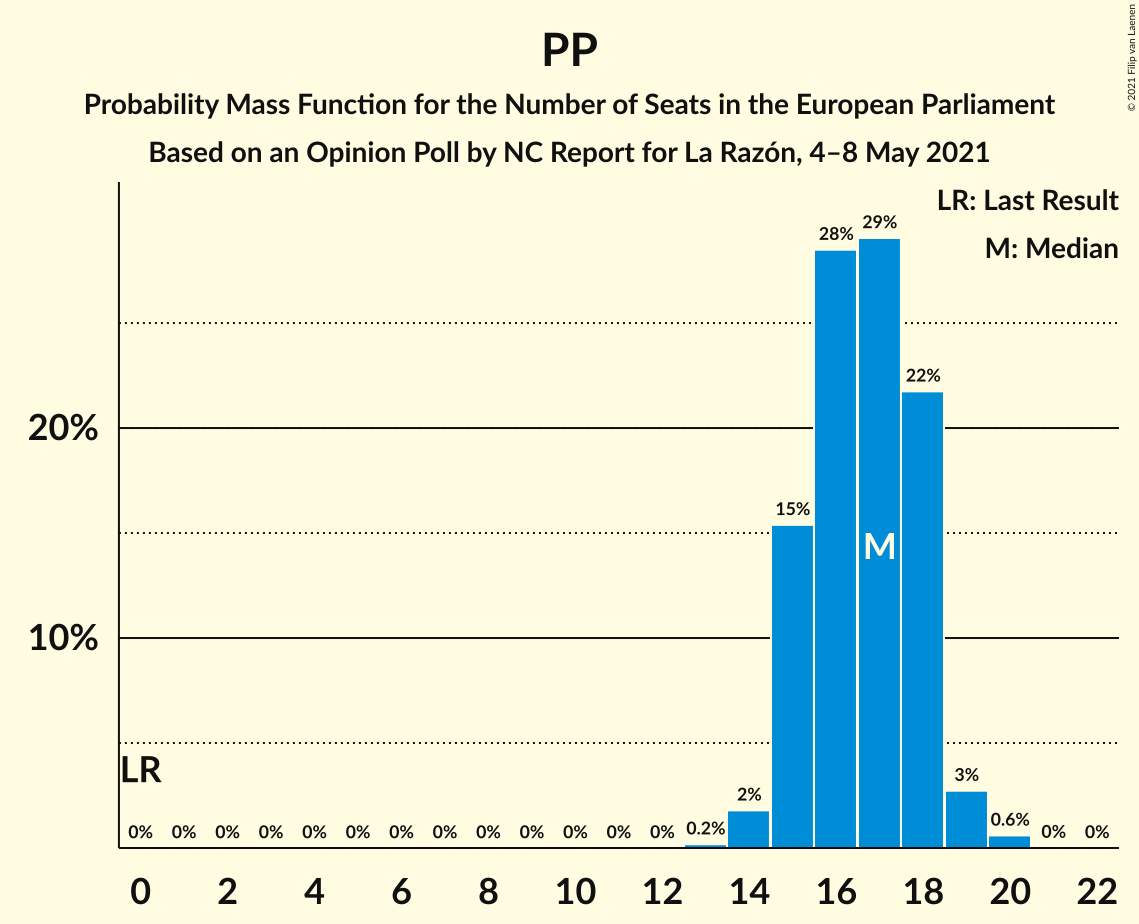 PP
Probability Mass Function for the Number of Seats in the European Parliament
Based on an Opinion Poll by NC Report for La Razón, 4–8 May 2021
© 2021 Filip van Laenen
LR: Last Result
M: Median
20%
10%
LR
M
0% 0% 0% 0% 0% 0% 0% 0% 0% 0% 0% 0% 0% 0.2% 2% 15% 28% 29% 22% 3% 0.6% 0% 0%
0 2 4 6 8 10 12 14 16 18 20 22